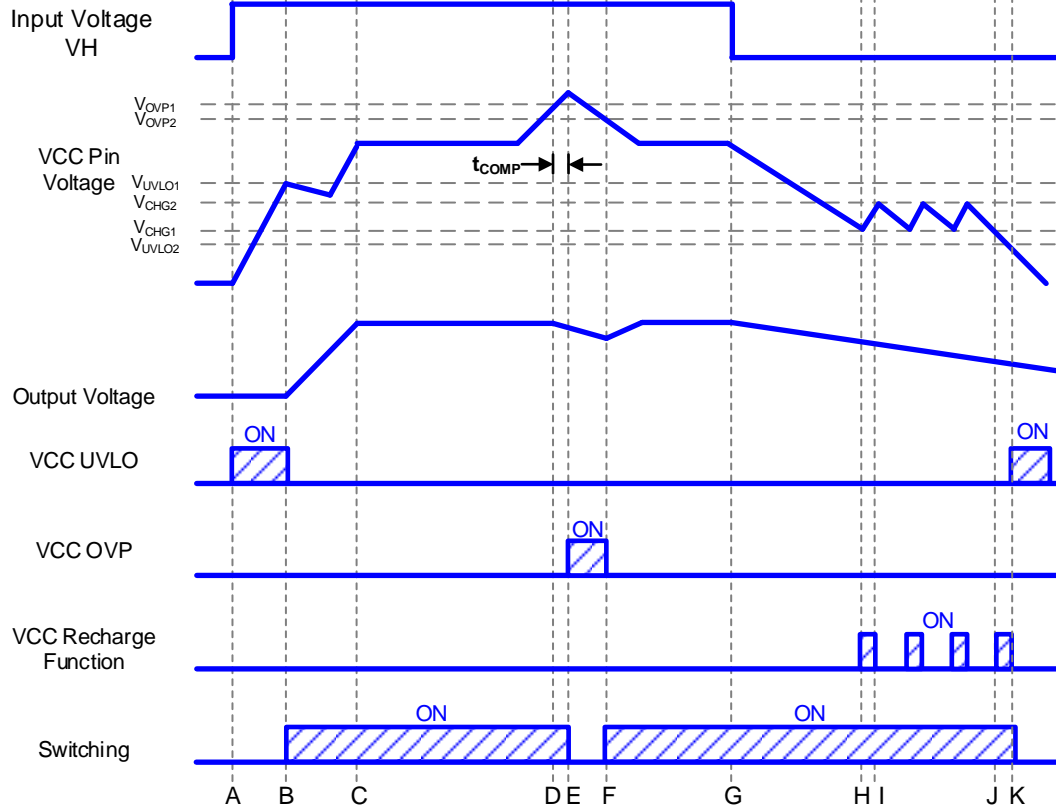 Input Voltage
VH
VOVP1
VOVP2
VCC Pin
Voltage
tCOMP
VUVLO1
VCHG2
VCHG1
VUVLO2
Output Voltage
ON
ON
VCC UVLO
ON
VCC OVP
VCC Recharge
Function
ON
ON
ON
Switching
A B C D E F G H I J K